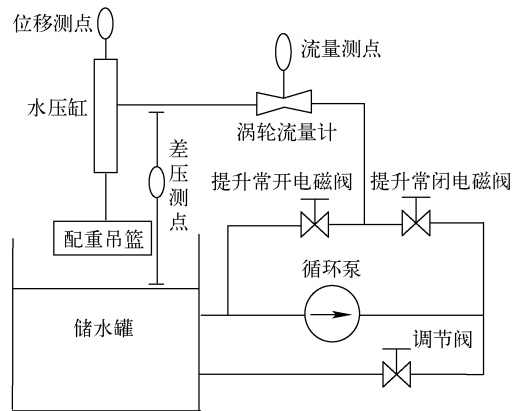 位移测点
流量测点
水压缸
涡轮流量计
差压测点
提升常开电磁阀
提升常闭电磁阀
配重吊篮
循环泵
储水罐
调节阀